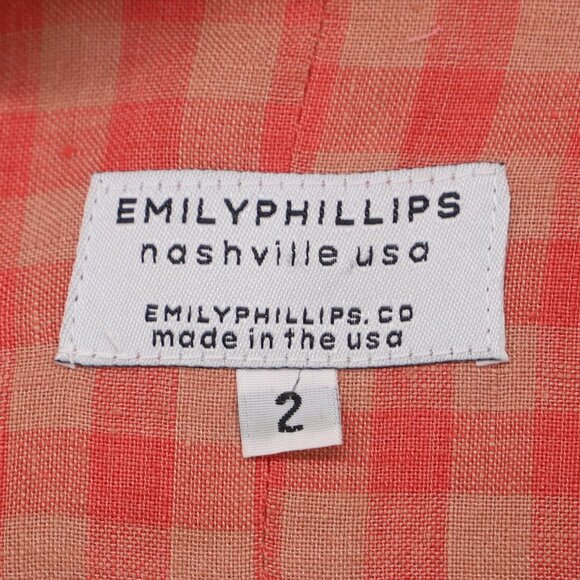 EMILYPHILLIPS
nashville usa
EMILYPHILLIPS.CO
made in the usa
2